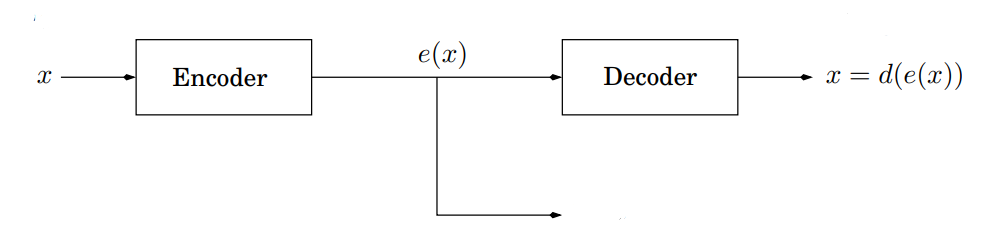 e(x)
x Encoder Decoder x = d(e(x))